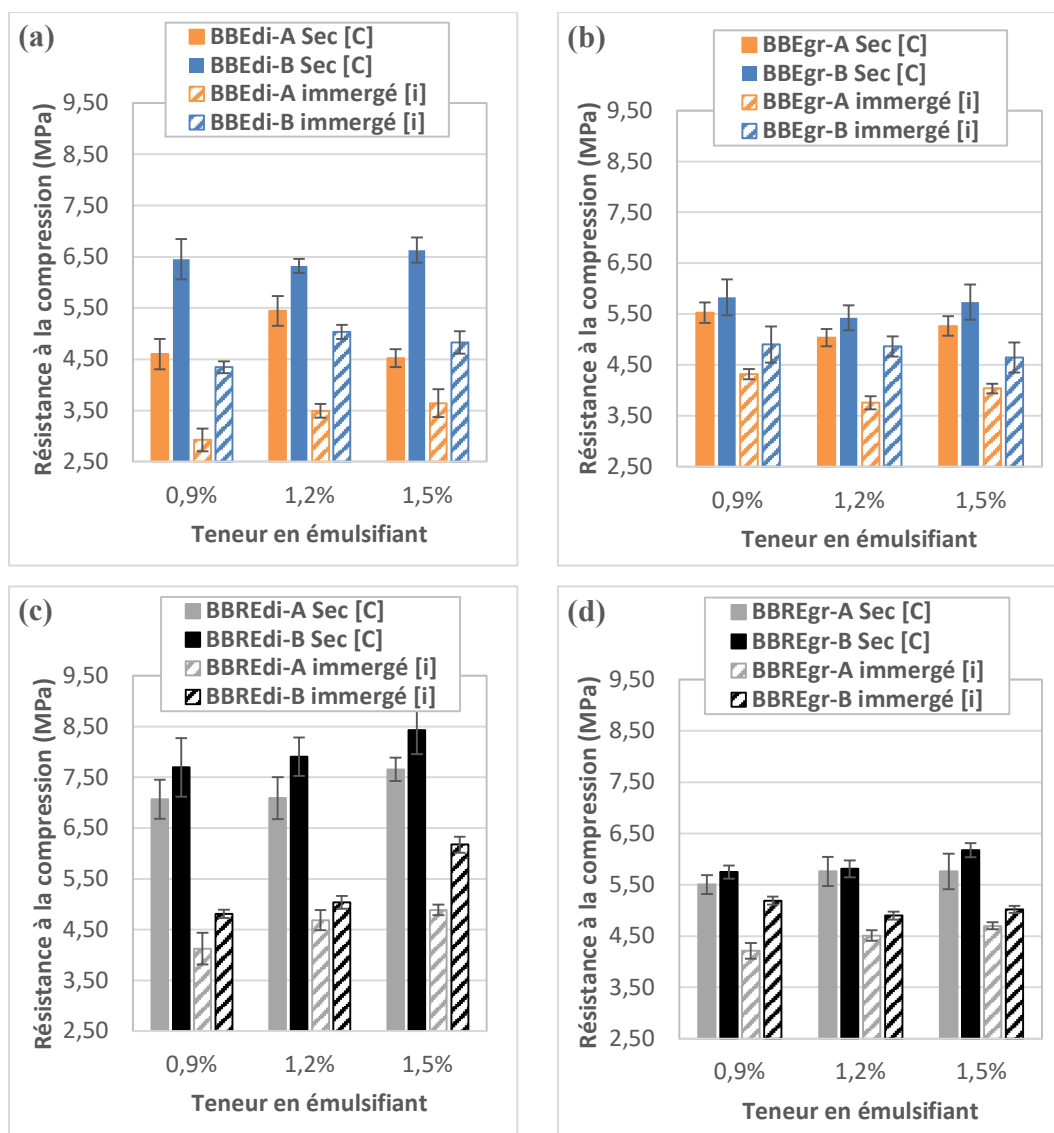 (a)
BBEdi-A Sec [C]
BBEdi-B Sec [C]
BBEdi-A immergé [i]
BBEdi-B immergé [i]
Résistance à la compression (MPa)
9,50
8,50
7,50
6,50
5,50
4,50
3,50
2,50
0,9% 1,2% 1,5%
Teneur en émulsifiant
(b)
BBEgr-A Sec [C]
BBEgr-B Sec [C]
BBEgr-A immergé [i]
BBEgr-B immergé [i]
Résistance à la compression (MPa)
9,50
8,50
7,50
6,50
5,50
4,50
3,50
2,50
0,9% 1,2% 1,5%
Teneur en émulsifiant
(c)
BBREdi-A Sec [C]
BBREdi-B Sec [C]
BBREdi-A immergé [i]
BBREdi-B immergé [i]
Résistance à la compression (MPa)
9,50
8,50
7,50
6,50
5,50
4,50
3,50
2,50
0,9% 1,2% 1,5%
Teneur en émulsifiant
(d)
BBREgr-A Sec [C]
BBREgr-B Sec [C]
BBREgr-A immergé [i]
BBREgr-B immergé [i]
Résistance à la compression (MPa)
9,50
8,50
7,50
6,50
5,50
4,50
3,50
2,50
0,9% 1,2% 1,5%
Teneur en émulsifiant